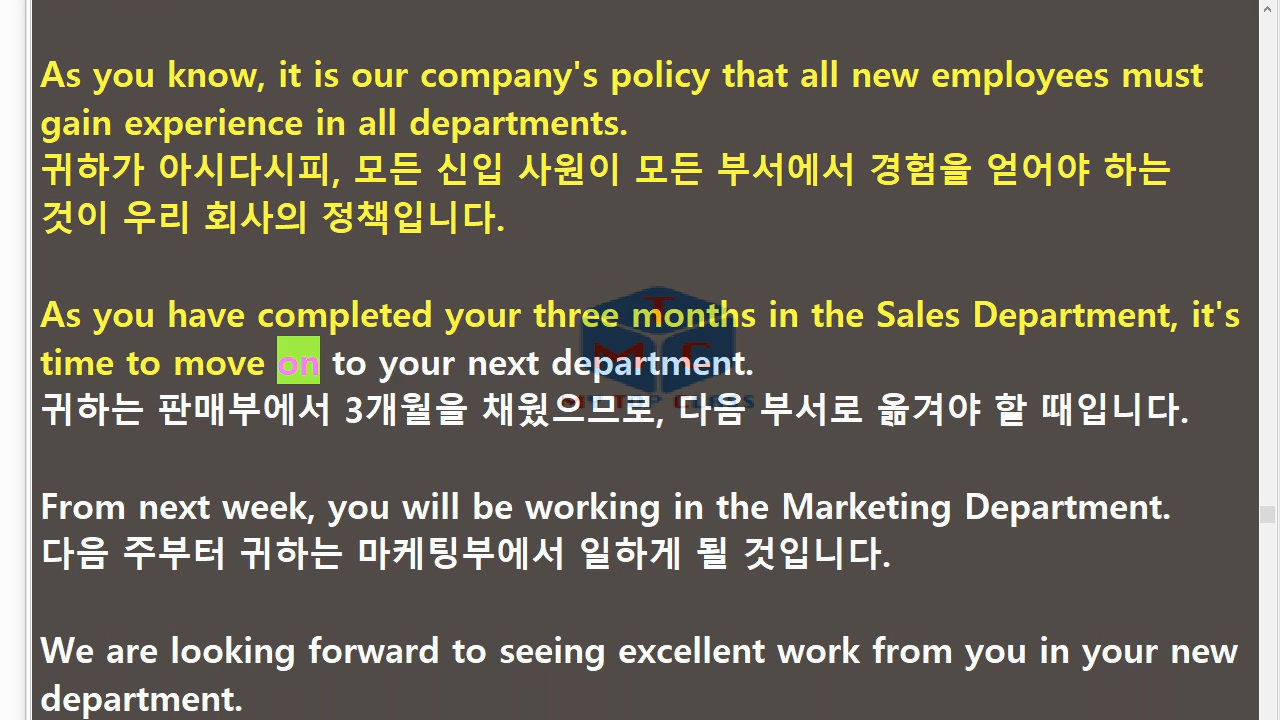 As you know, it is our company's policy that all new employees must
gain experience in all departments.
귀하가 아시다시피, 모든 신입 사원이 모든 부서에서 경험을 얻어야 하는
것이 우리 회사의 정책입니다.
As you have completed your three months in the Sales Department, it's
time to move on to your next department.
귀하는 판매부에서 3개월을 채웠으므로, 다음 부서로 옮겨야 할 때입니다.
From next week, you will be working in the Marketing Department.
다음 주부터 귀하는 마케팅부에서 일하게 될 것입니다.
We are looking forward to seeing excellent work from you in your new
department.